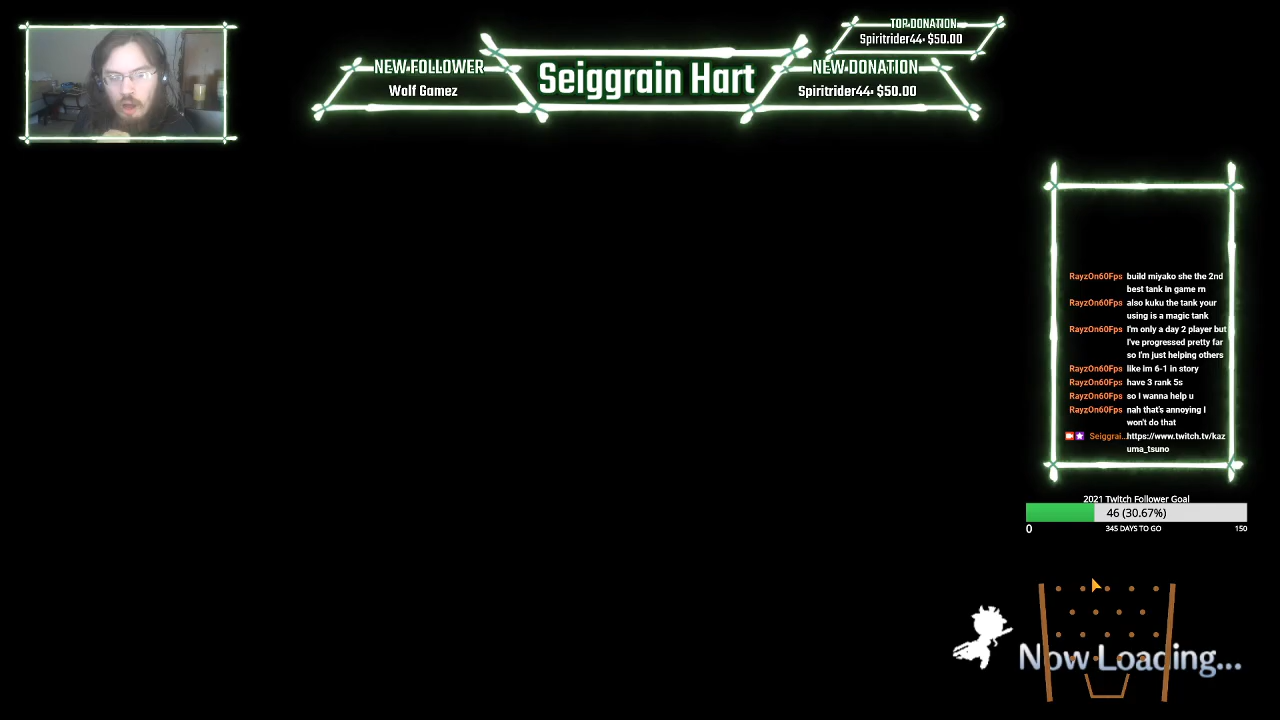 TOP DONATION
Spiritrider44: $50.00
NEW FOLLOWER
Walf Gamez
Seiggrain Hart
NEW DONATION
Spiritrider44: $50.00
RayzOn60Fps build miyako she the 2nd
best tank in game rn
RayzOn60Fps also kuku the tank your
using is a magic tank
RayzOn60Fps I'm only a day 2 player but
I've progressed pretty far
so I'm just helping others
RayzOn60Fps like im 6-1 in story
RayzOn60Fps have 3 rank 5s
RayzOn60Fps so I wanna help u
RayzOn60Fps nah that's annoying I
won't do that
Seiggrai...https://www.twitch.tv/kaz
uma_tsuno
2021 Twitch Follower Goal
46 (30.67%)
0 345 DAYS TO GO 150
Now Loading...